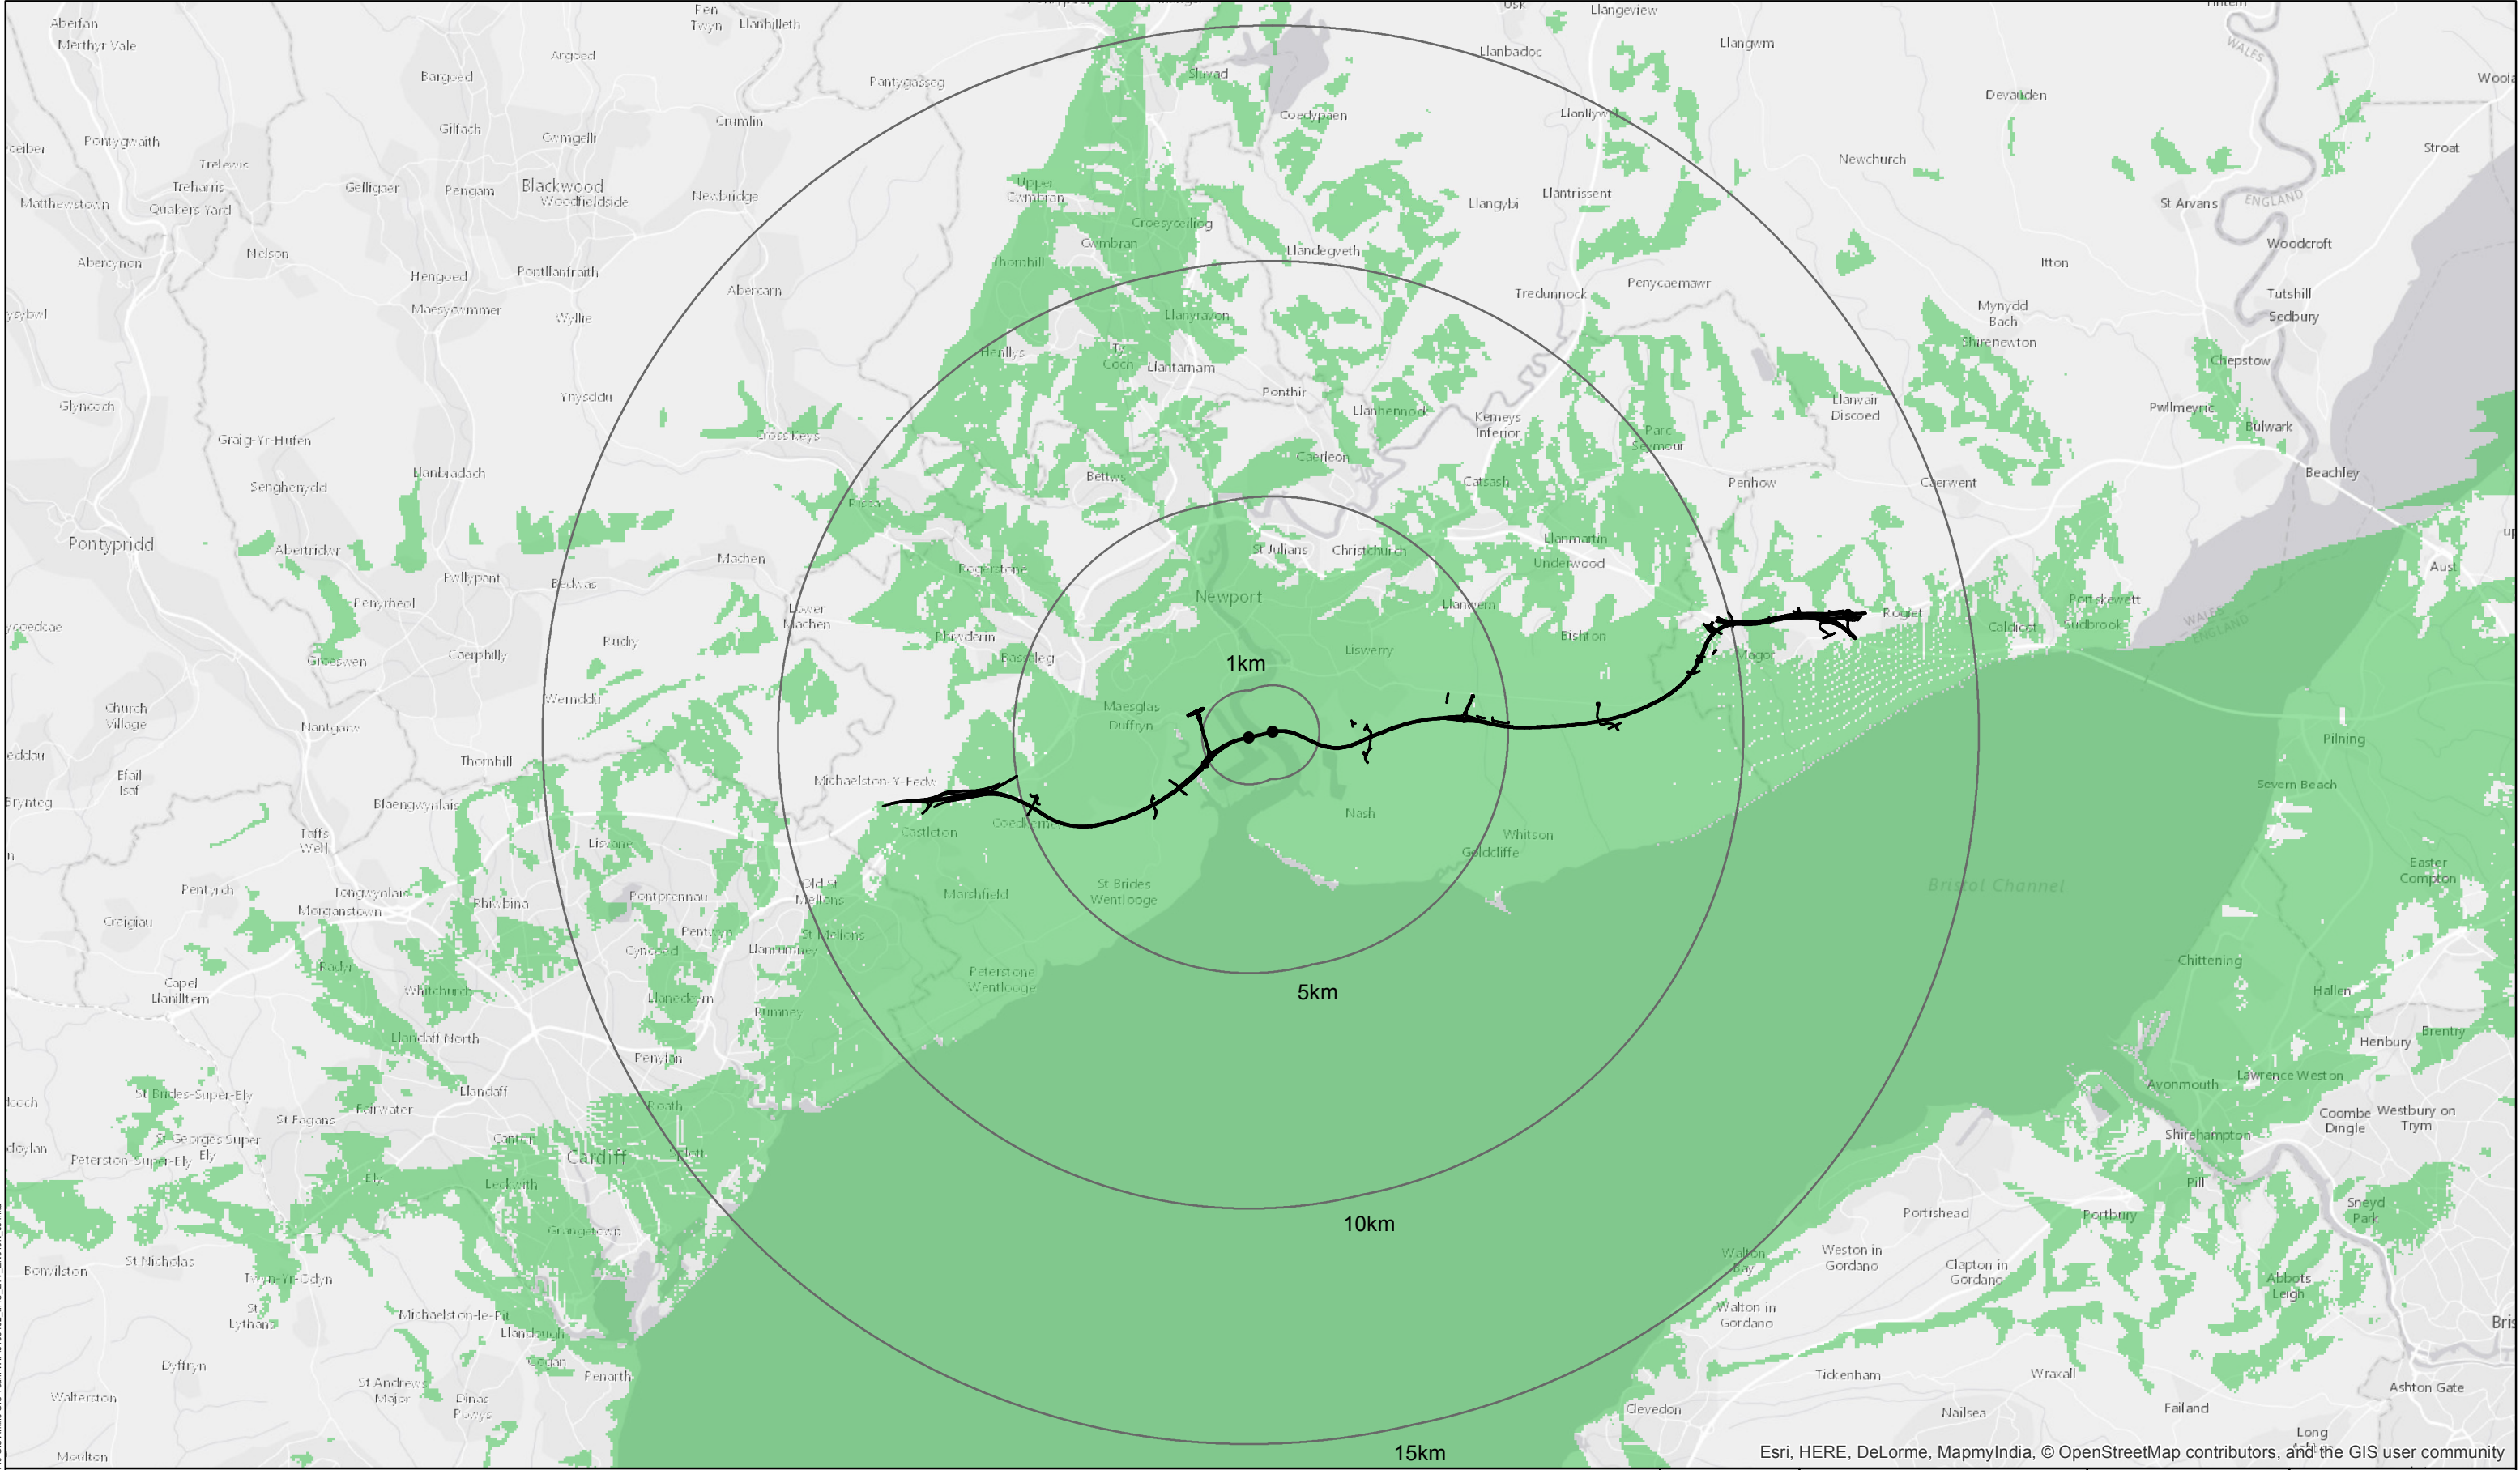 Aberfan
Merthyr Vale
Pen
Twyn
Llanhilleth
Usk
Llangeview
Llanbadoc
Llangwm
WALES
Argoed
Bargoed
Pantygasseg
Sluvad
Devauden
Coedypaen
Llanllywel
Crumlin
Gilfach
Cwmgelli
Pontygwaith
Stroat
Newchurch
Trelewis
Treharris
Gelligaer
Pengam
Blackwood
Woodfieldside
Newbridge
Upper
Cwmbran
Llantrissent
Llangybi
ENGLAND
St Arvans
Matthewstown
Quakers Yard
Croesyceiliog
Cwmbran
Llandegveth
Woodcroft
Nelson
Abercynon
Thornhill
Itton
Hengoed
Pontllanfraith
Penycaemawr
Abercarn
Tredunnock
Tutshill
Sedbury
Maesycwmmer
Wyllie
Llanyravon
Mynydd
Bach
Shirenewton
Henllys
Ty
Coch
Llantarnam
Chepstow
Ynysddu
Ponthir
Glyncoch
Llanhennock
Kemeys
Inferior
Llanvair
Discoed
Pwllmeyric
Bulwark
Graig-Yr-Hufen
Cross Keys
Parc
Seymour
Caerleon
Llanbradach
Bettws
Catsash
Penhow
Caerwent
Beachley
Senghenydd
Risca
Pontypridd
Abertridwr
Machen
St Julians
Christchurch
Llanmartin
Underwood
Aust
Pwllypant
Bedwas
Rogerstone
Newport
Penyrheol
Lower
Machen
Llanwern
Rogiet
Portskewett
Caldicot
Sudbrook
WALES
ENGLAND
Rudry
Rhiwderin
Bishton
Liswerry
Groeswen
Caerphilly
Bassaleg
1km
Magor
Wernddu
Church
Village
Nantgarw
Maesglas
Duffryn
Pilning
Efail
Isaf
Thornhill
Michaelston-Y-Fedw
Severn Beach
Blaengwynlais
Castleton
Nash
Taffs
Well
Lisvane
Whitson
Goldcliffe
Easter
Compton
Pentyrch
Tongwynlais
Morganstown
Rhiwbina
Pontprennau
Old St
Mellons
Marshfield
St Brides
Wentlooge
Bristol Channel
Creigiau
Pentwyn
St Mellons
Cyncoed
Llanrumney
Radyr
Chittening
Peterstone
Wentlooge
Capel
Llanilltern
Whitchurch
Llanedeyrn
5km
Hallen
Rumney
Llandaff North
Brentry
Henbury
Penylan
Lawrence Weston
Avonmouth
St Brides-Super-Ely
Llandaff
Fairwater
Roath
St Fagans
Coombe
Dingle
Westbury on
Trym
St Georges Super
Ely
Peterston-Super-Ely
Canton
Cardiff
Splott
Shirehampton
Ely
Leckwith
Pill
Sneyd
Park
Portishead
Portbury
Grangetown
10km
St Nicholas
Bonvilston
Twyn-Yr-Odyn
Walton
Bay
Weston in
Gordano
Clapton in
Gordano
Abbots
Leigh
St
Lythans
Michaelston-le-Pit
Llandough
Walton in
Gordano
Dyffryn
Cogan
Penarth
St Andrews
Major
Dinas
Powys
Walterston
Tickenham
Wraxall
Ashton Gate
Clevedon
Nailsea
Failand
Long
Moulton
15km
Esri, HERE, DeLorme, MapmyIndia, © OpenStreetMap contributors, and the GIS user community